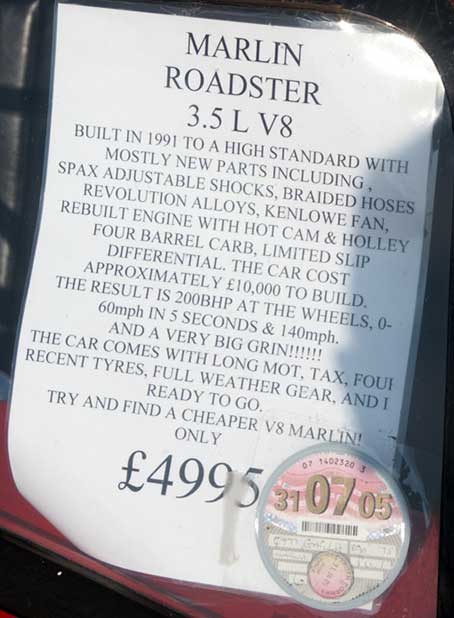 MARLIN
ROADSTER
3.5 L V8
BUILT IN 1991 TO A HIGH STANDARD WITH
MOSTLY NEW PARTS INCLUDING ,
SPAX ADJUSTABLE SHOCKS, BRAIDED HOSES
REVOLUTION ALLOYS, KENLOWE FAN,
REBUILT ENGINE WITH HOT CAM & HOLLEY
FOUR BARREL CARB, LIMITED SLIP
DIFFERENTIAL. THE CAR COST
APPROXIMATELY £10,000 TO BUILD.
THE RESULT IS 200BHP AT THE WHEELS, 0-
60mph IN 5 SECONDS & 140mph.
AND A VERY BIG GRIN!!!!!!
THE CAR COMES WITH LONG MOT, TAX, FOUR
RECENT TYRES, FULL WEATHER GEAR, AND I
READY TO GO.
TRY AND FIND A CHEAPER V8 MARLIN!
ONLY
£4995
07 1402320 3
31 07 05